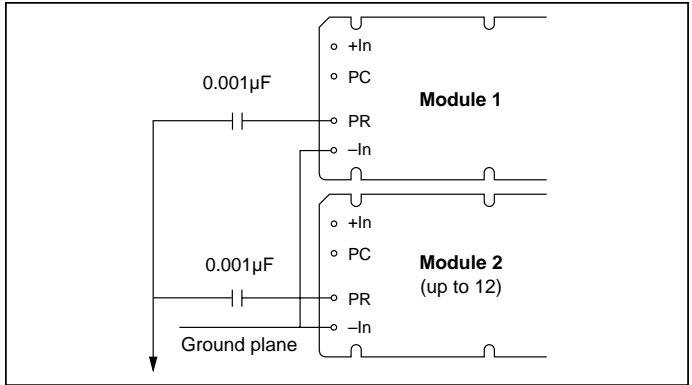 +In
PC
0.001µF
Module 1
PR
–In
+In
PC
0.001µF
Module 2
(up to 12)
PR
–In
Ground plane